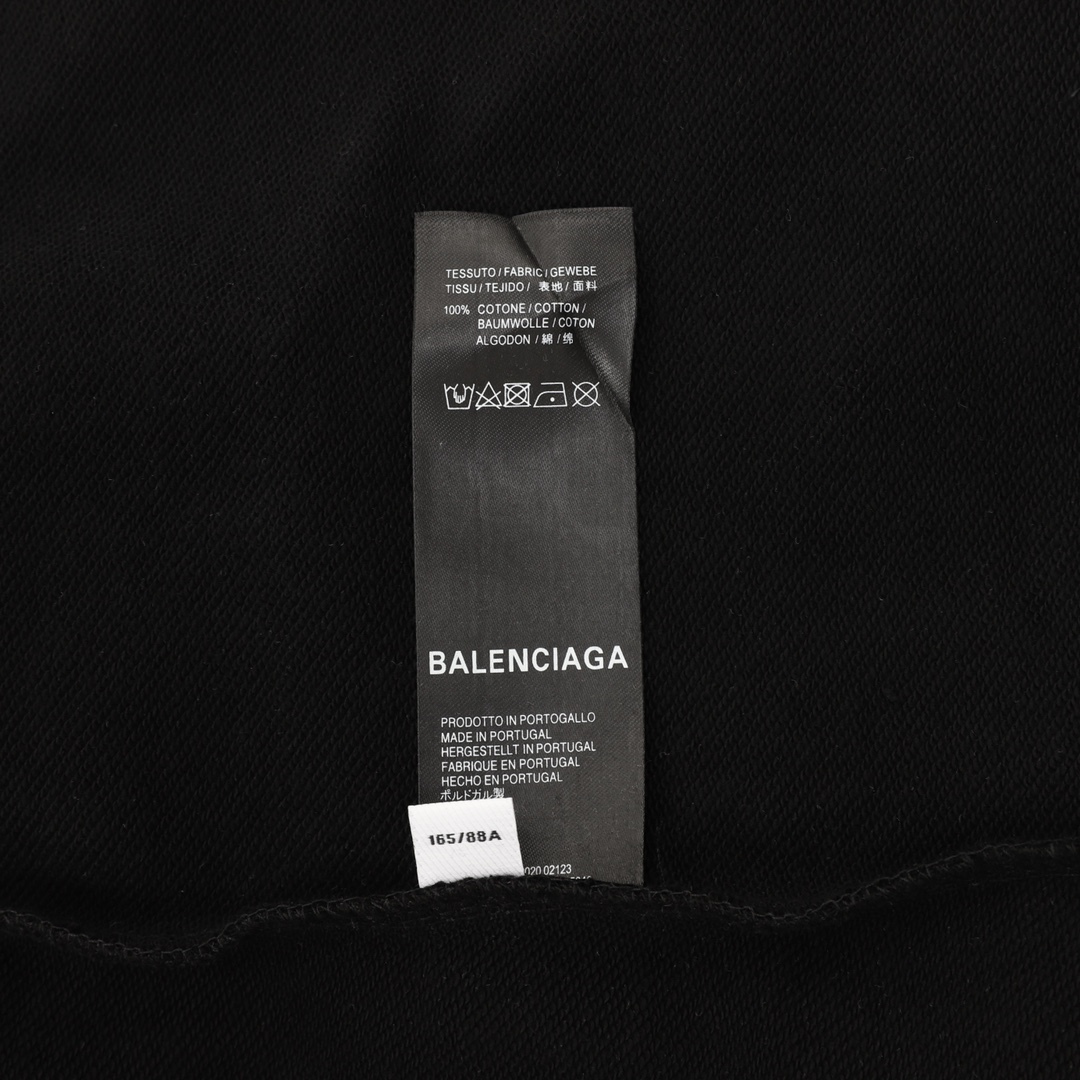 TESSUTO / FABRIC / GEWEBE
TISSU / TEJIDO / 表地 / 面料
100% COTONE / COTTON /
BAUMWOLLE / COTON
ALGODON / 綿 / 绵
BALENCIAGA
PRODOTTO IN PORTOGALLO
MADE IN PORTUGAL
HERGESTELLT IN PORTUGAL
FABRIQUE EN PORTUGAL
HECHO EN PORTUGAL
ポルトガル製
165/88A
020 02123